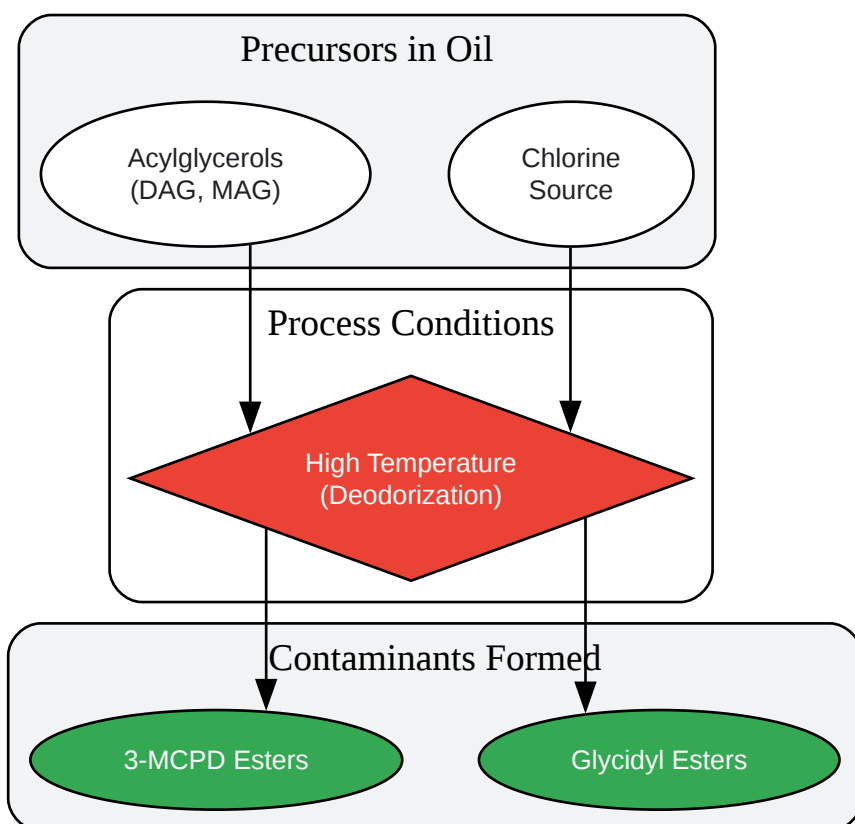 Precursors in Oil
Acylglycerols
(DAG, MAG)
Chlorine
Source
Process Conditions
High Temperature
(Deodorization)
Contaminants Formed
3-MCPD Esters
Glycidyl Esters